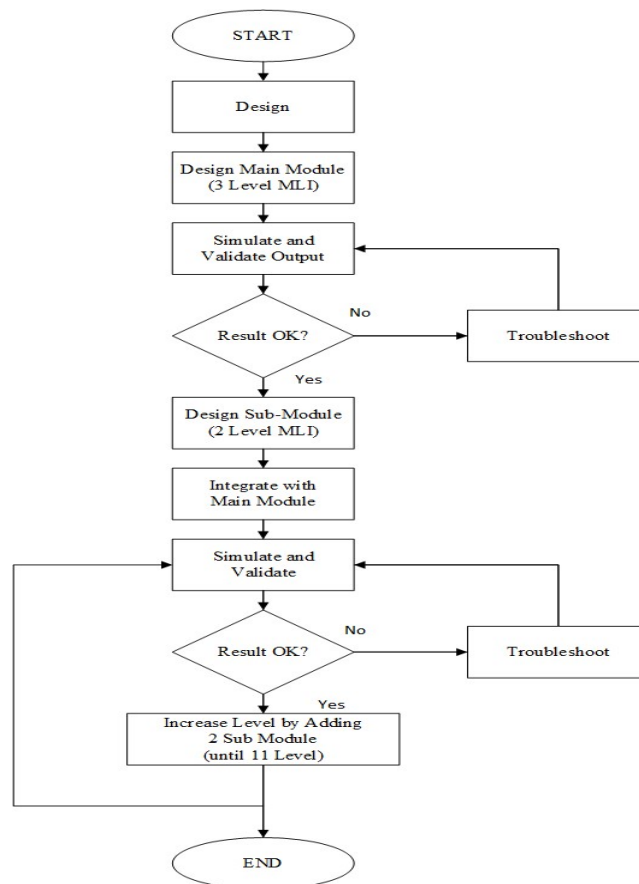 START
Design
Design Main Module
(3 Level MLI)
Simulate and
Validate Output
No
Result OK?
Troubleshoot
Yes
Design Sub-Module
(2 Level MLI)
Integrate with
Main Module
Simulate and
Validate
No
Result OK?
Troubleshoot
Yes
Increase Level by Adding
2 Sub Module
(until 11 Level)
END